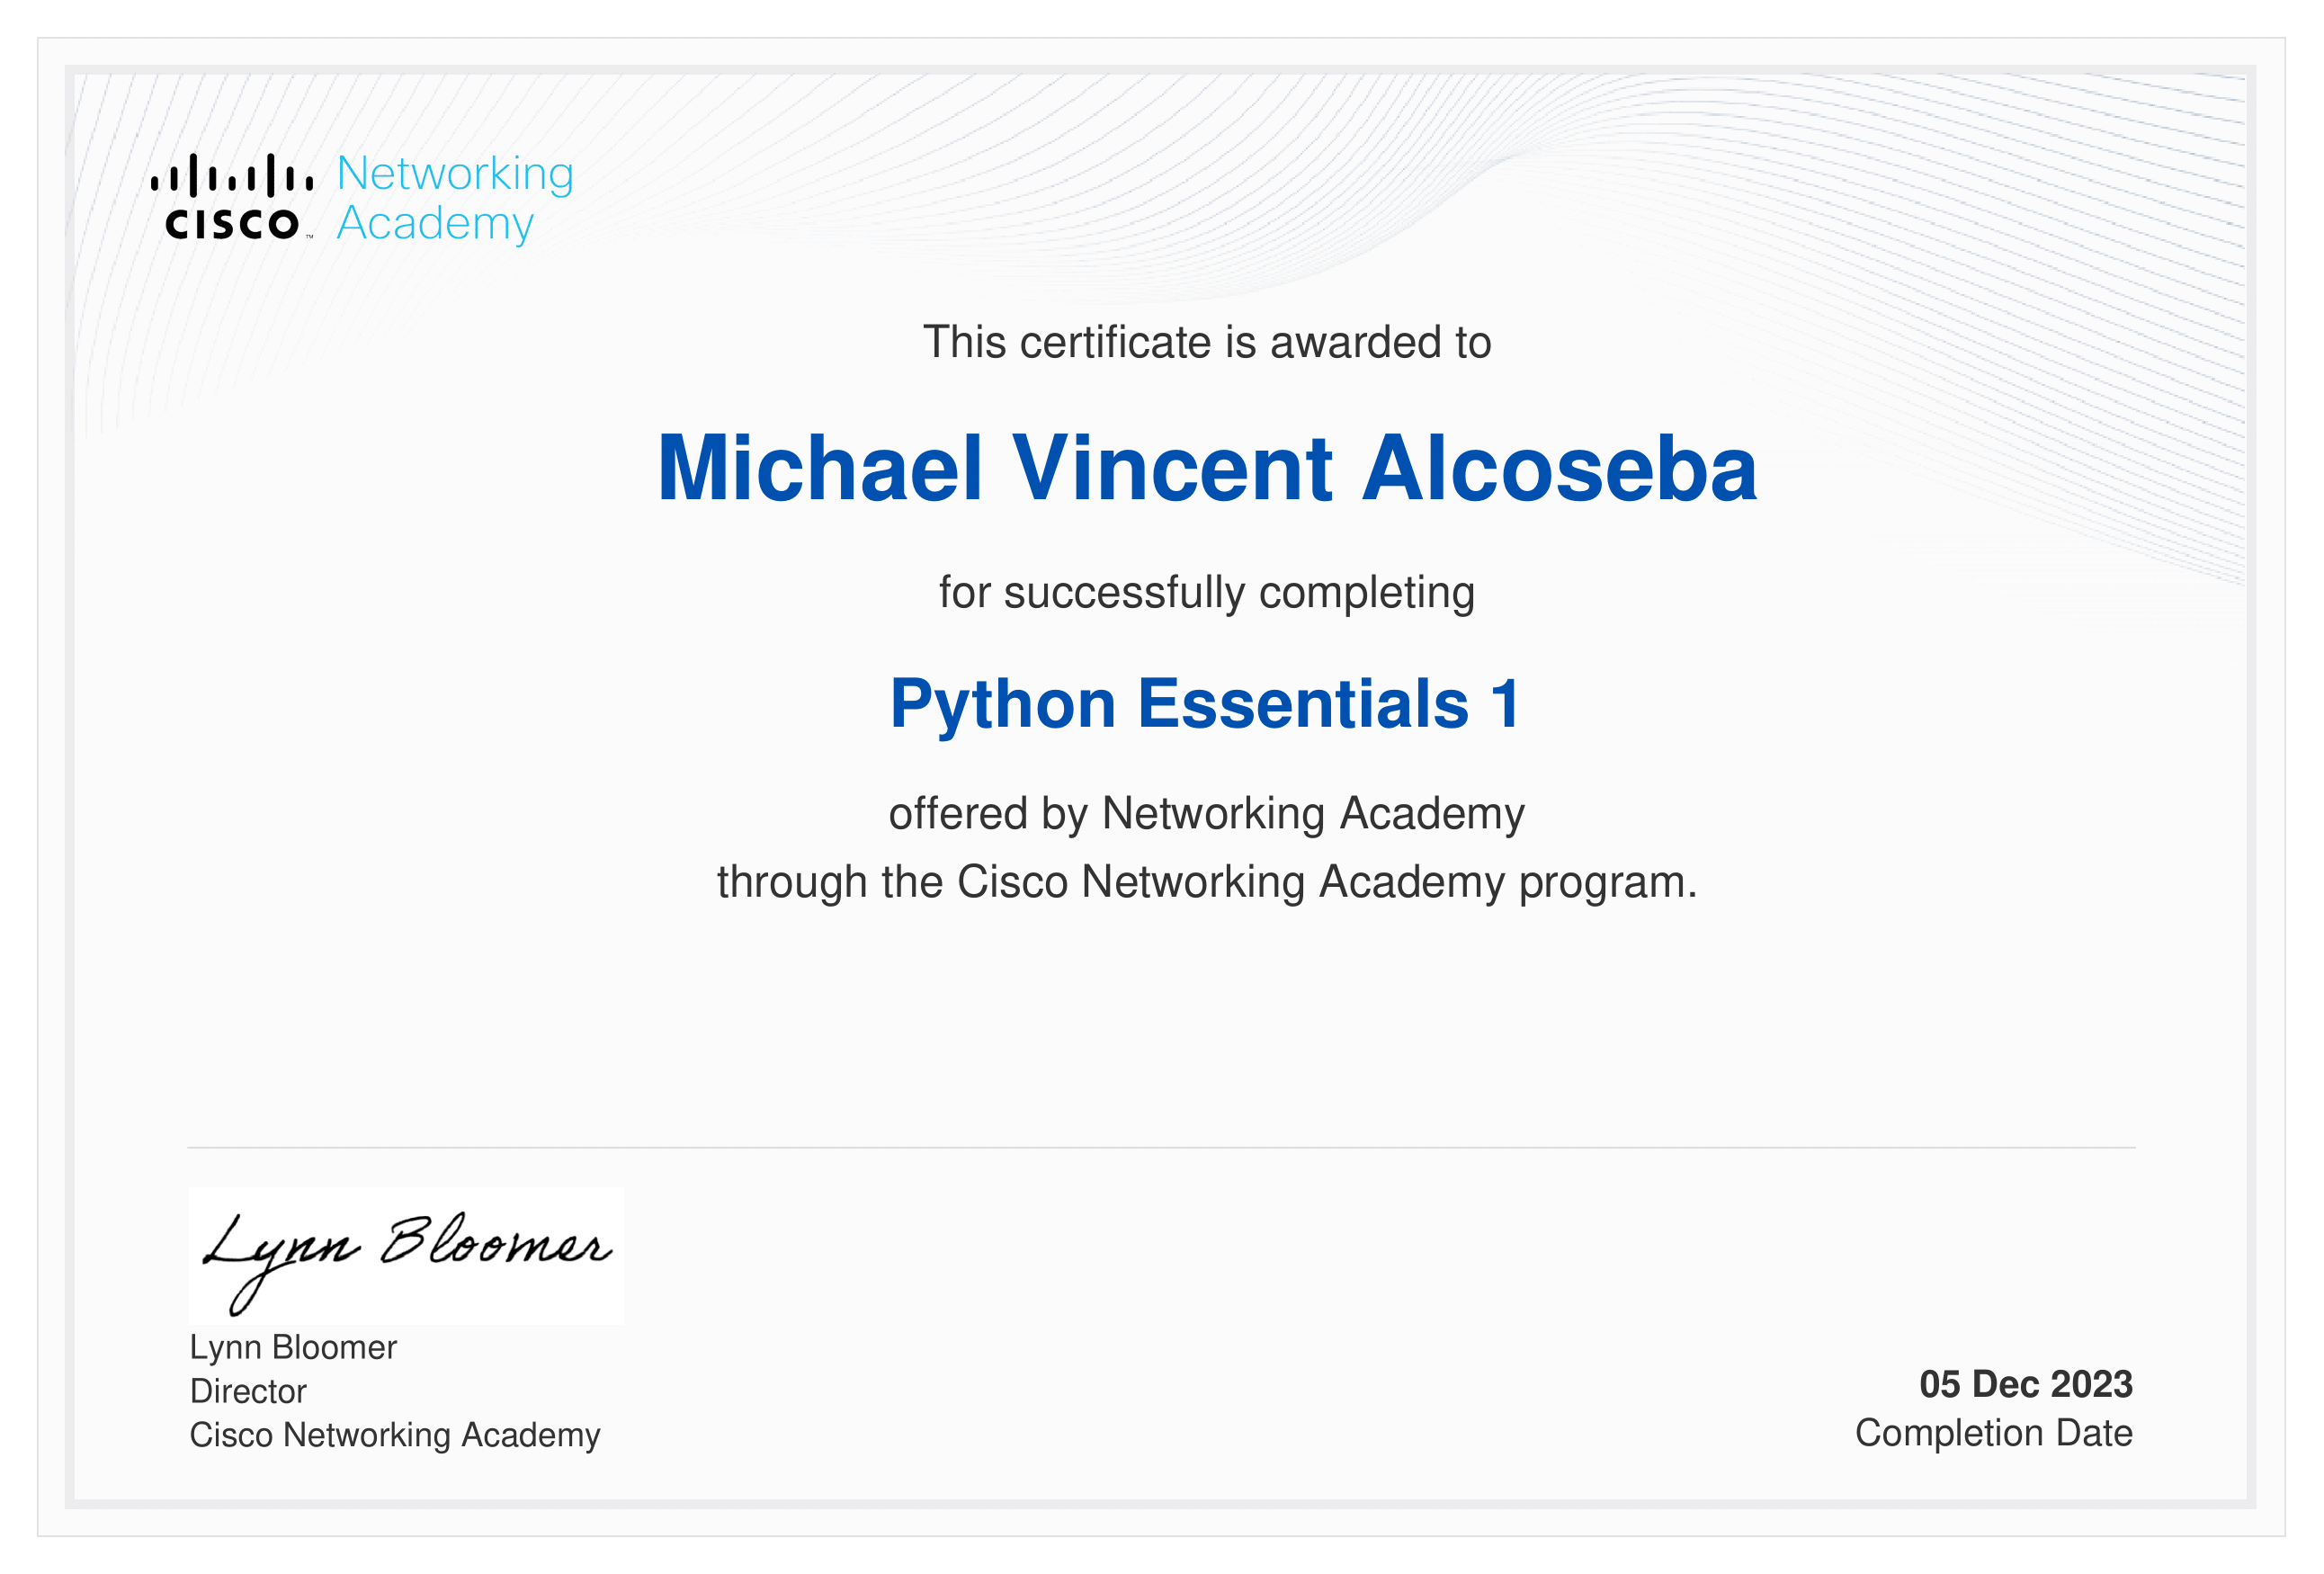 CISCO™
Networking
Academy
This certificate is awarded to
Michael Vincent Alcoseba
for successfully completing
Python Essentials 1
offered by Networking Academy
through the Cisco Networking Academy program.
Lynn Bloomer
Lynn Bloomer
Director
Cisco Networking Academy
05 Dec 2023
Completion Date